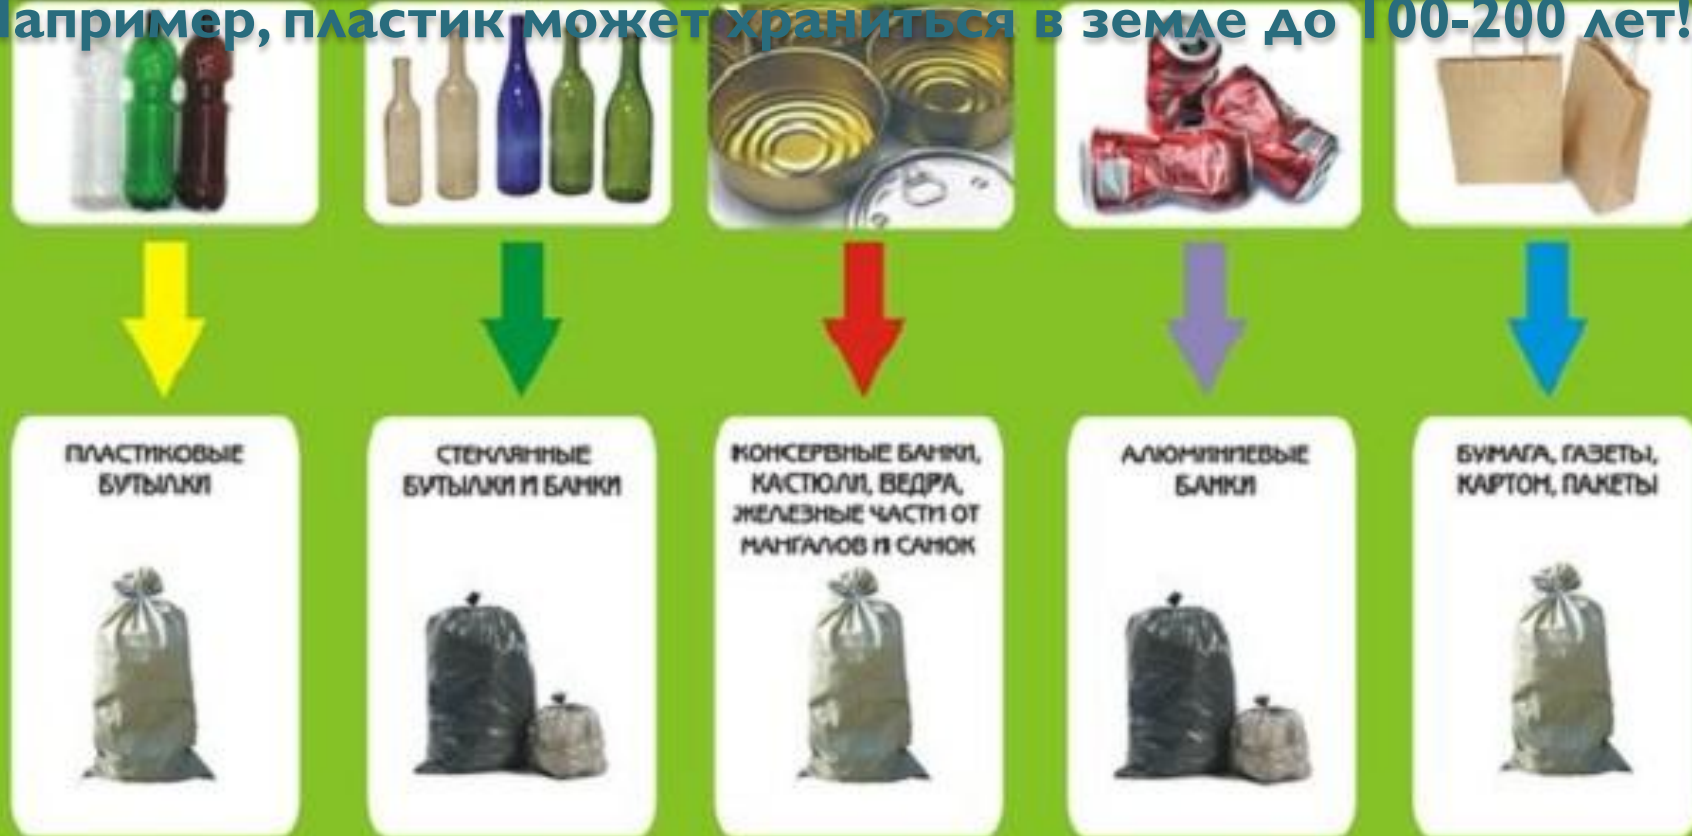 Например, пластик может храниться в земле до 100-200 лет!
ПЛАСТИКОВЫЕ
БУТЫЛКИ
СТЕКЛЯННЫЕ
БУТЫЛКИ И БАНКИ
КОНСЕРВНЫЕ БАНКИ,
КАСТЮЛИ, ВЕДРА,
ЖЕЛЕЗНЫЕ ЧАСТИ ОТ
МАНГАЛОВ И САНОК
АЛЮМИНИЕВЫЕ
БАНКИ
БУМАГА, ГАЗЕТЫ,
КАРТОН, ПАКЕТЫ